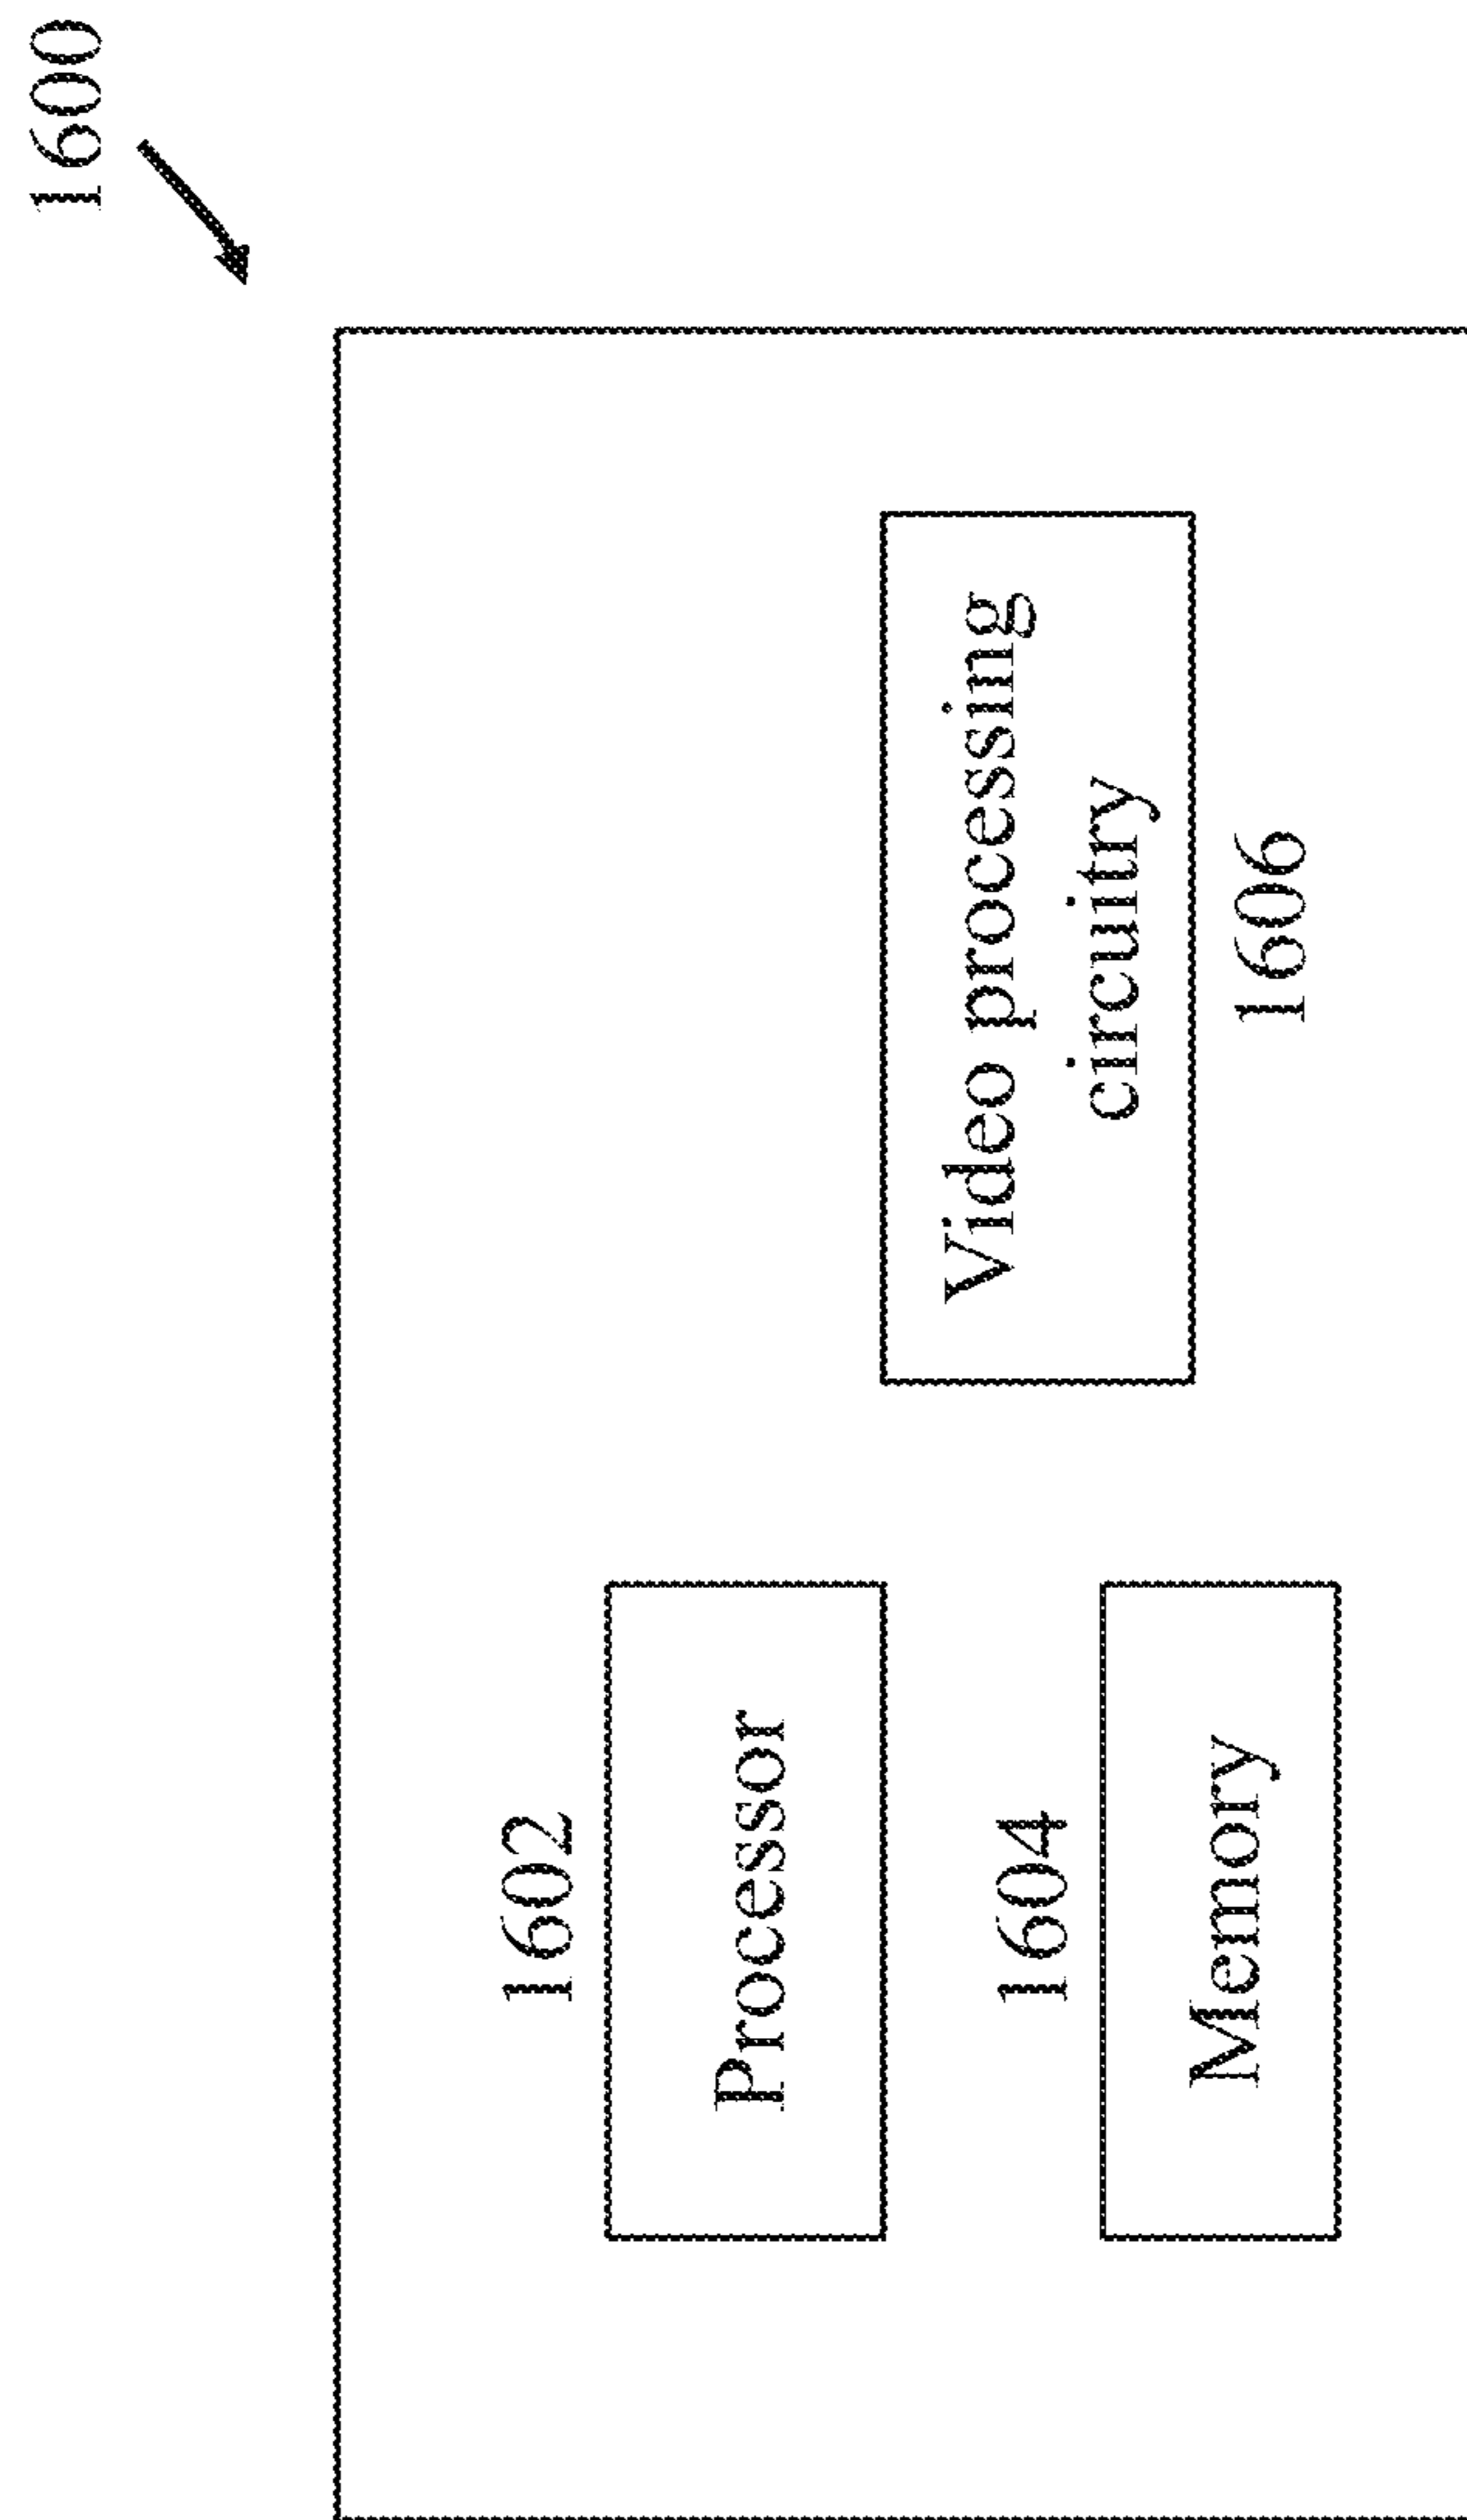 1600
1602
Processor
Video processing
circuitry
1606
1604
Memory